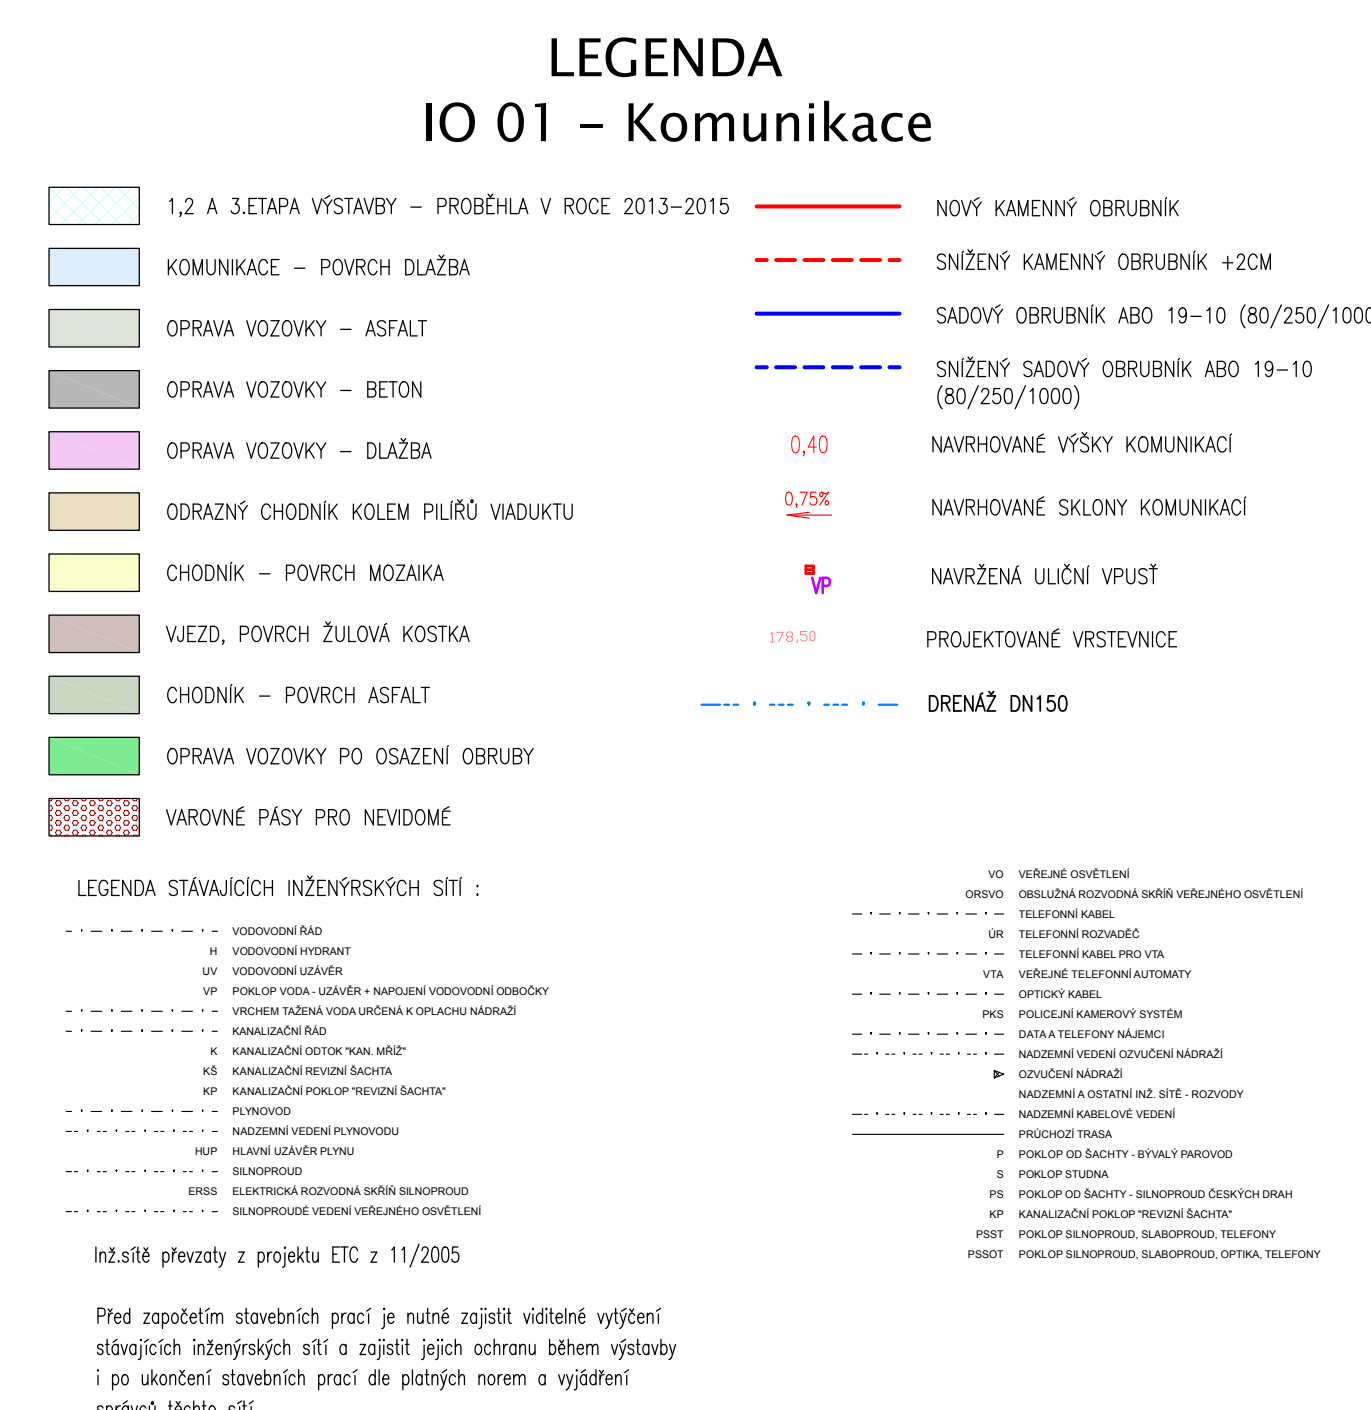 LEGENDA
IO 01 – Komunikace
1,2 A 3.ETAPA VÝSTAVBY – PROBĚHLA V ROCE 2013–2015
KOMUNIKACE – POVRCH DLAŽBA
OPRAVA VOZOVKY – ASFALT
OPRAVA VOZOVKY – BETON
OPRAVA VOZOVKY – DLAŽBA
ODRAZNÝ CHODNÍK KOLEM PILÍŘŮ VIADUKTU
CHODNÍK – POVRCH MOZAIKA
VJEZD, POVRCH ŽULOVÁ KOSTKA
CHODNÍK – POVRCH ASFALT
OPRAVA VOZOVKY PO OSAZENÍ OBRUBY
VAROVNÉ PÁSY PRO NEVIDOMÉ
NOVÝ KAMENNÝ OBRUBNÍK
SNÍŽENÝ KAMENNÝ OBRUBNÍK +2CM
SADOVÝ OBRUBNÍK ABO 19–10 (80/250/1000
SNÍŽENÝ SADOVÝ OBRUBNÍK ABO 19–10
(80/250/1000)
0,40 NAVRHOVANÉ VÝŠKY KOMUNIKACÍ
0,75% NAVRHOVANÉ SKLONY KOMUNIKACÍ
VP NAVRŽENÁ ULIČNÍ VPUSŤ
178,50 PROJEKTOVANÉ VRSTEVNICE
DRENÁŽ DN150
LEGENDA STÁVAJÍCÍCH INŽENÝRSKÝCH SÍTÍ :
VODOVODNÍ ŘÁD
H VODOVODNÍ HYDRANT
UV VODOVODNÍ UZÁVĚR
VP POKLOP VODA - UZÁVĚR + NAPOJENÍ VODOVODNÍ ODBOČKY
VRCHEM TAŽENÁ VODA URČENÁ K OPLACHU NÁDRAŽÍ
KANALIZAČNÍ ŘÁD
K KANALIZAČNÍ ODTOK "KAN. MŘÍŽ"
KŠ KANALIZAČNÍ REVIZNÍ ŠACHTA
KP KANALIZAČNÍ POKLOP "REVIZNÍ ŠACHTA"
PLYNOVOD
NADZEMNÍ VEDENÍ PLYNOVODU
HUP HLAVNÍ UZÁVĚR PLYNU
SILNOPROUD
ERSS ELEKTRICKÁ ROZVODNÁ SKŘÍŇ SILNOPROUD
SILNOPROUDÉ VEDENÍ VEŘEJNÉHO OSVĚTLENÍ
VO VEŘEJNÉ OSVĚTLENÍ
ORSVO OBSLUŽNÁ ROZVODNÁ SKŘÍŇ VEŘEJNÉHO OSVĚTLENÍ
TELEFONNÍ KABEL
ÚR TELEFONNÍ ROZVADĚČ
TELEFONNÍ KABEL PRO VTA
VTA VEŘEJNÉ TELEFONNÍ AUTOMATY
OPTICKÝ KABEL
PKS POLICEJNÍ KAMEROVÝ SYSTÉM
DATA A TELEFONY NÁJEMCI
NADZEMNÍ VEDENÍ OZVUČENÍ NÁDRAŽÍ
OZVUČENÍ NÁDRAŽÍ
NADZEMNÍ A OSTATNÍ INŽ. SÍTĚ - ROZVODY
NADZEMNÍ KABELOVÉ VEDENÍ
PRŮCHOZÍ TRASA
P POKLOP OD ŠACHTY - BÝVALÝ PAROVOD
S POKLOP STUDNA
PS POKLOP OD ŠACHTY - SILNOPROUD ČESKÝCH DRAH
KP KANALIZAČNÍ POKLOP "REVIZNÍ ŠACHTA"
PSST POKLOP SILNOPROUD, SLABOPROUD, TELEFONY
PSSOT POKLOP SILNOPROUD, SLABOPROUD, OPTIKA, TELEFONY
Inž.sítě převzaty z projektu ETC z 11/2005
Před započetím stavebních prací je nutné zajistit viditelné vytýčení
stávajících inženýrských sítí a zajistit jejich ochranu během výstavby
i po ukončení stavebních prací dle platných norem a vyjádření
správců těchto sítí